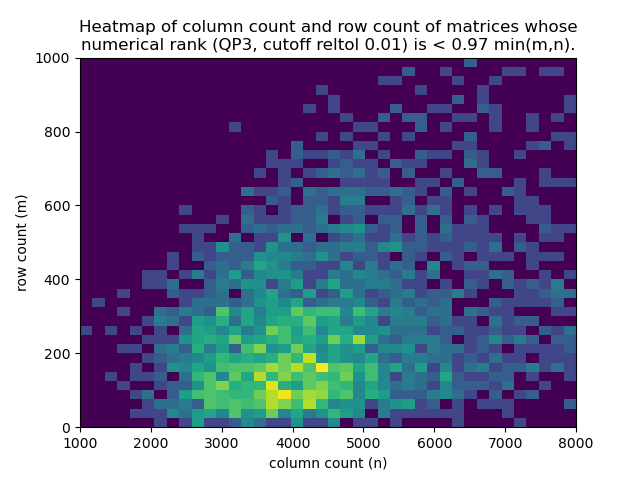 Heatmap of column count and row count of matrices whose
numerical rank (QP3, cutoff reltol 0.01) is < 0.97 min(m,n).
1000
800
600
400
200
0
row count (m)
1000 2000 3000 4000 5000 6000 7000 8000
column count (n)